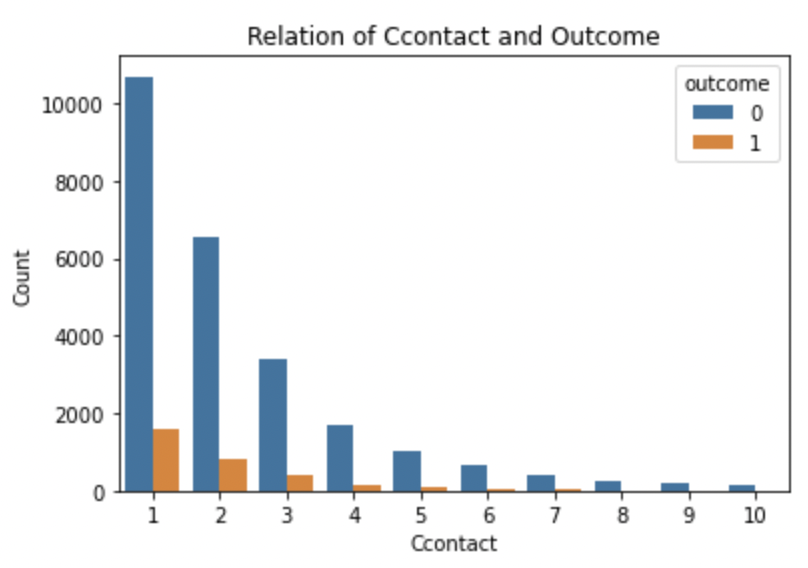 Relation of Ccontact and Outcome
outcome
0
1
10000
8000
6000
4000
2000
0
Count
1 2 3 4 5 6 7 8 9 10
Ccontact